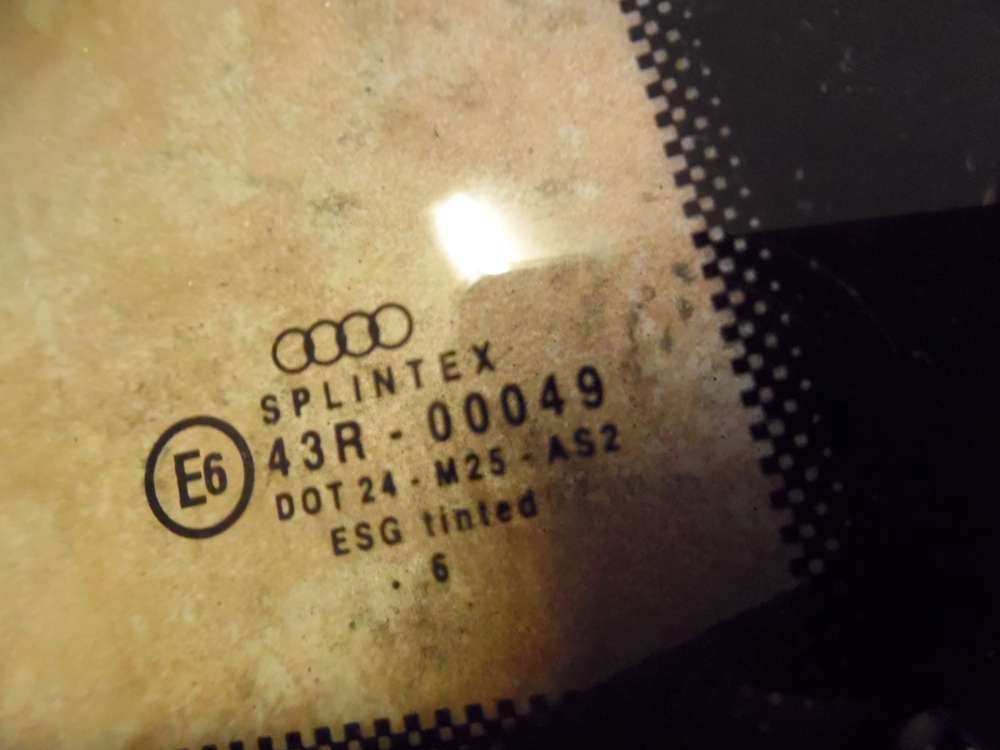 SPLINTEX
E6 43R - 00049
DOT 24 - M25 - AS2
ESG tinted
. 6